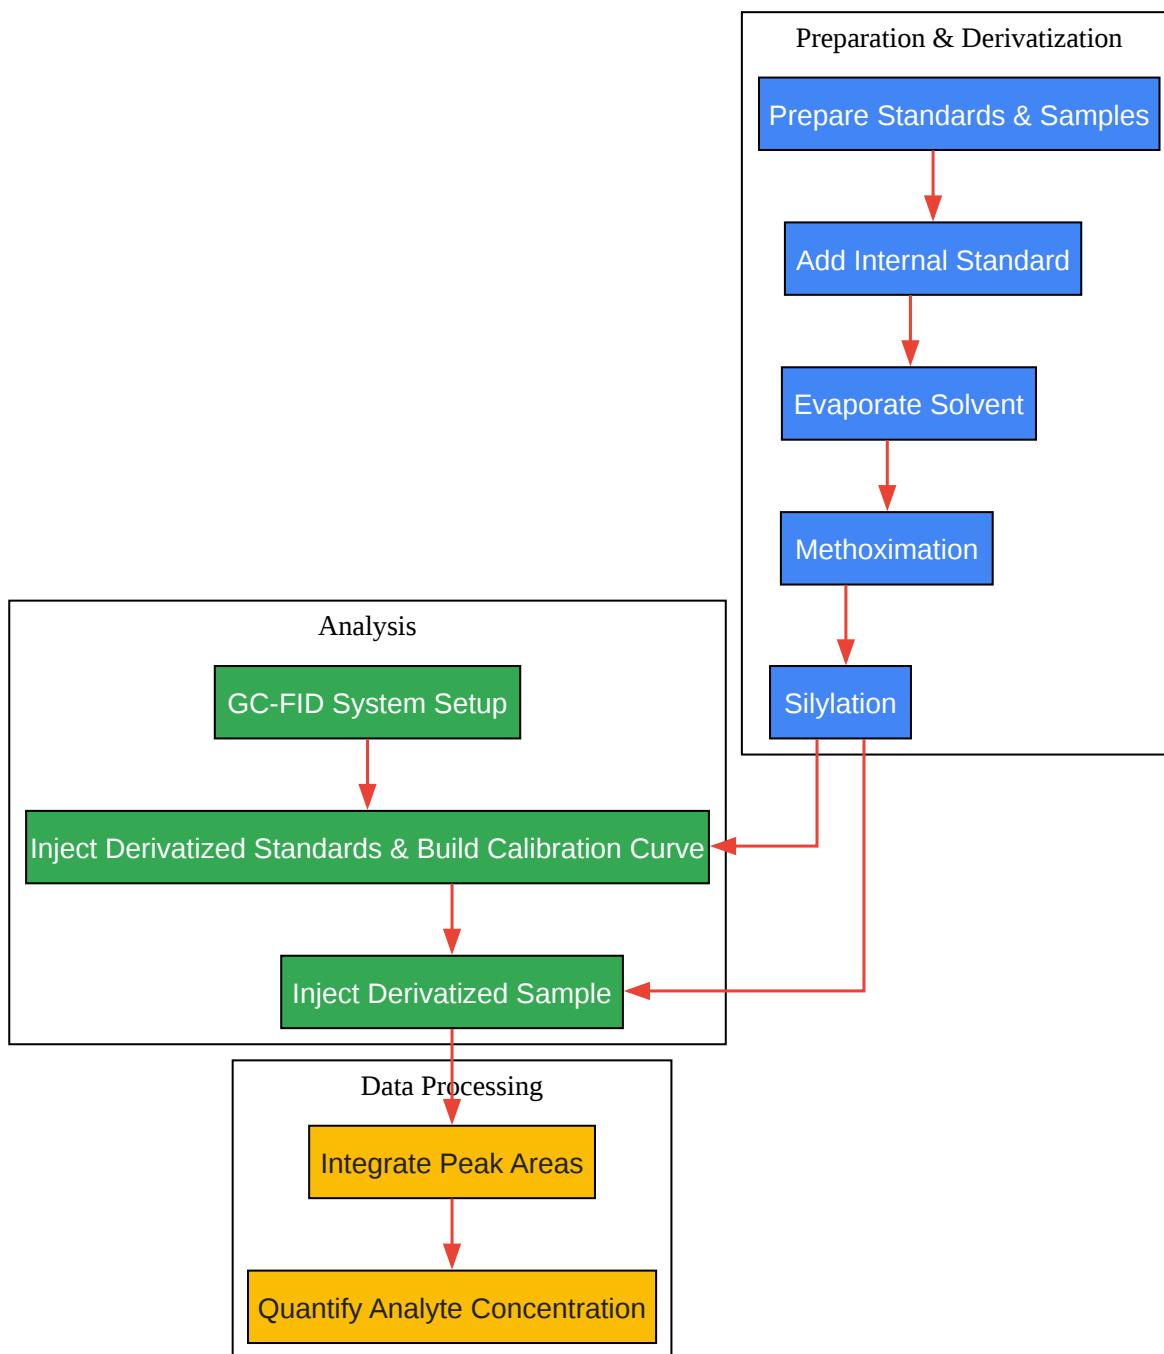 Preparation & Derivatization
Prepare Standards & Samples
Add Internal Standard
Evaporate Solvent
Methoximation
Silylation
Analysis
GC-FID System Setup
Inject Derivatized Standards & Build Calibration Curve
Inject Derivatized Sample
Data Processing
Integrate Peak Areas
Quantify Analyte Concentration